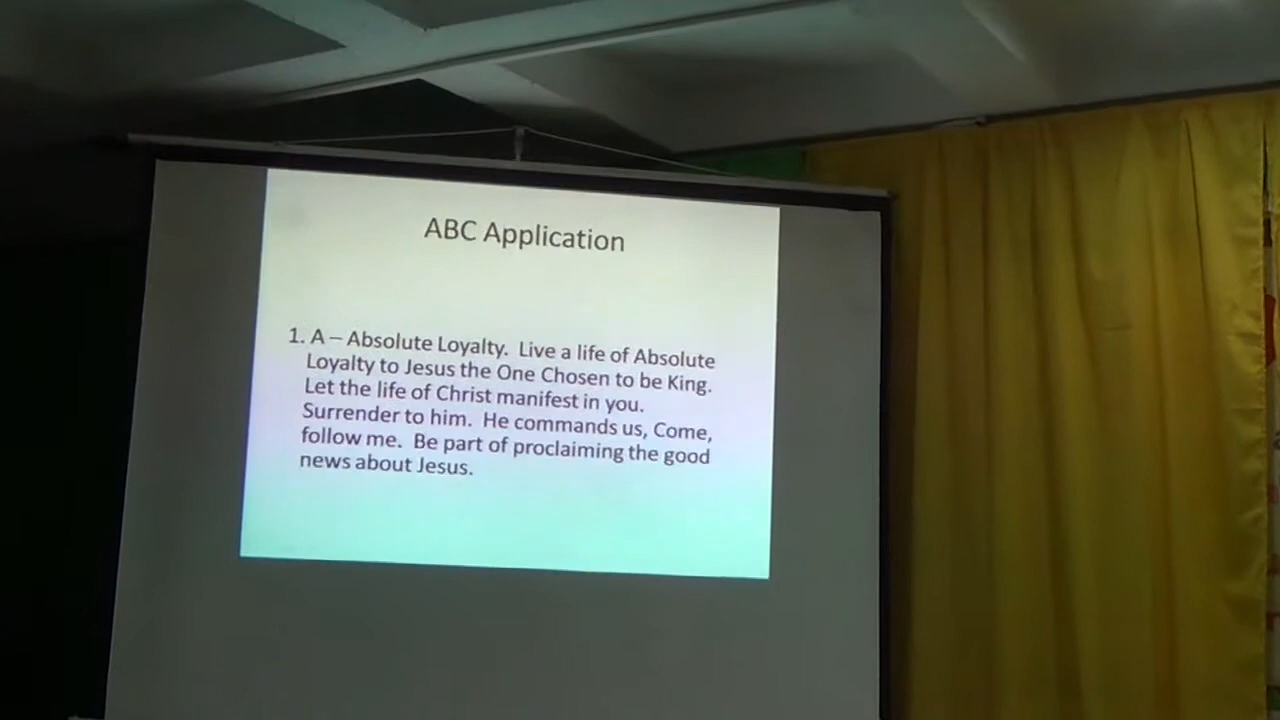 ABC Application
1. A – Absolute Loyalty. Live a life of Absolute
Loyalty to Jesus the One Chosen to be King.
Let the life of Christ manifest in you.
Surrender to him. He commands us, Come,
follow me. Be part of proclaiming the good
news about Jesus.